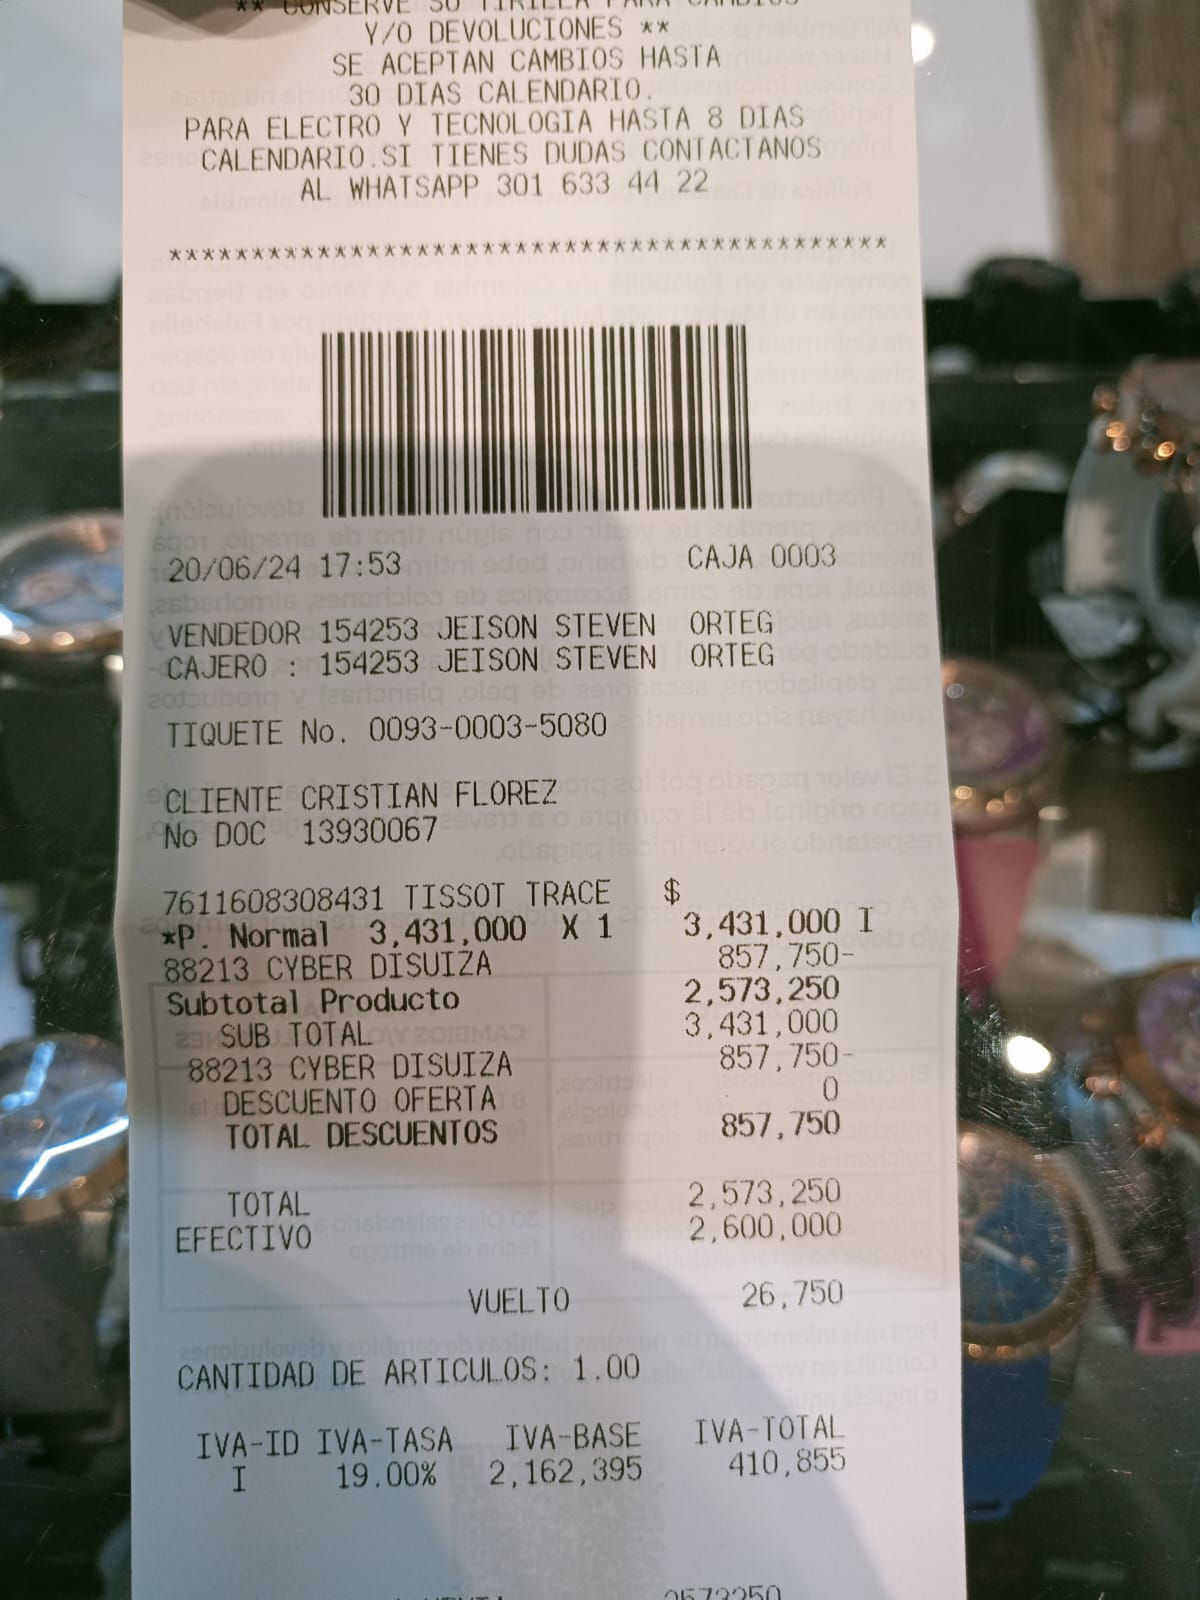 ** CONSERVE SU TIRILLA PARA CAMBIOS
Y/O DEVOLUCIONES **
SE ACEPTAN CAMBIOS HASTA
30 DIAS CALENDARIO.
PARA ELECTRO Y TECNOLOGIA HASTA 8 DIAS
CALENDARIO.SI TIENES DUDAS CONTACTANOS
AL WHATSAPP 301 633 44 22
********************************************
20/06/24 17:53 CAJA 0003
VENDEDOR 154253 JEISON STEVEN ORTEG
CAJERO : 154253 JEISON STEVEN ORTEG
TIQUETE No. 0093-0003-5080
CLIENTE CRISTIAN FLOREZ
No DOC 13930067
7611608308431 TISSOT TRACE $
*P. Normal 3,431,000 X 1 3,431,000 I
88213 CYBER DISUIZA 857,750-
Subtotal Producto 2,573,250
SUB TOTAL 3,431,000
88213 CYBER DISUIZA 857,750-
DESCUENTO OFERTA 0
TOTAL DESCUENTOS 857,750
TOTAL 2,573,250
EFECTIVO 2,600,000
VUELTO 26,750
CANTIDAD DE ARTICULOS: 1.00
IVA-ID IVA-TASA IVA-BASE IVA-TOTAL
I 19.00% 2,162,395 410,855
2573250